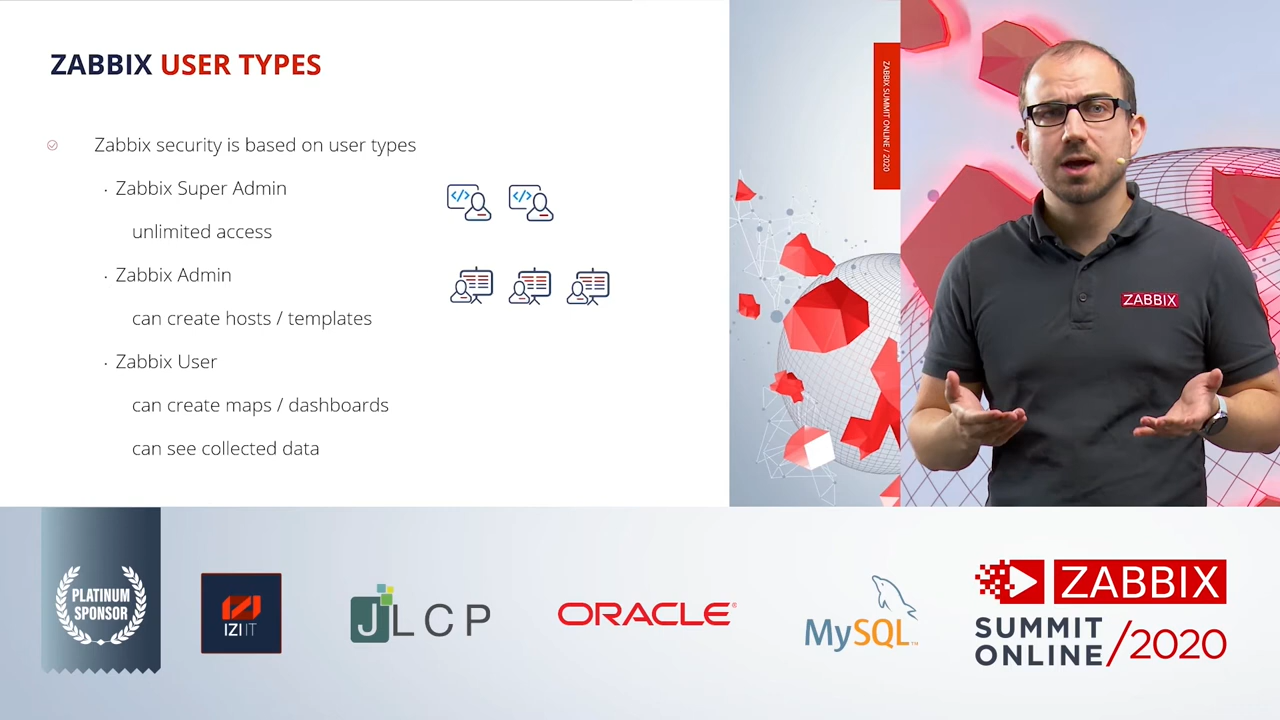 ZABBIX USER TYPES
Zabbix security is based on user types
· Zabbix Super Admin
unlimited access
· Zabbix Admin
can create hosts / templates
· Zabbix User
can create maps / dashboards
can see collected data
ZABBIX SUMMIT ONLINE / 2020
ZABBIX
PLATINUM
SPONSOR
IZI IT
JLCP
ORACLE®
MySQL™
ZABBIX
SUMMIT
ONLINE /2020